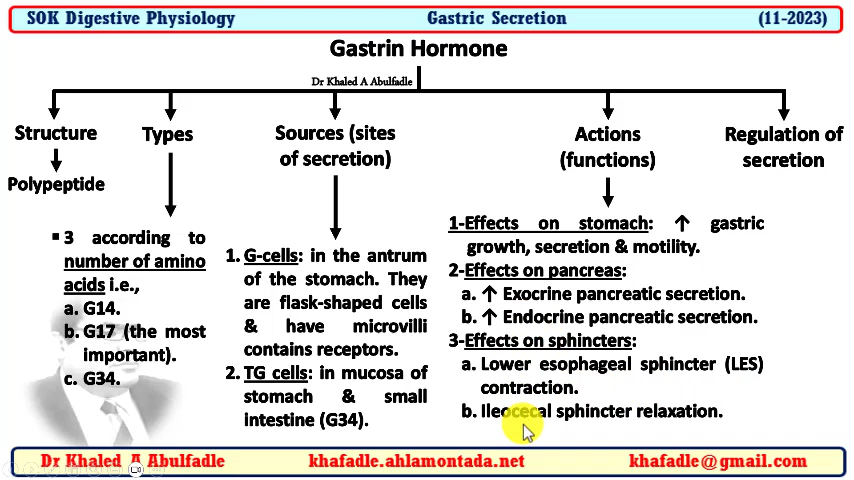 SOK Digestive Physiology Gastric Secretion (11-2023)
Gastrin Hormone
Dr Khaled A Abulfadle
Structure
Polypeptide
Types
▪ 3 according to
number of amino
acids i.e.,
a. G14.
b. G17 (the most
important).
c. G34.
Sources (sites
of secretion)
1. G-cells: in the antrum
of the stomach. They
are flask-shaped cells
& have microvilli
contains receptors.
2. TG cells: in mucosa of
stomach & small
intestine (G34).
Actions
(functions)
1-Effects on stomach: ↑ gastric
growth, secretion & motility.
2-Effects on pancreas:
a. ↑ Exocrine pancreatic secretion.
b. ↑ Endocrine pancreatic secretion.
3-Effects on sphincters:
a. Lower esophageal sphincter (LES)
contraction.
b. Ileocecal sphincter relaxation.
Regulation of
secretion
Dr Khaled A Abulfadle khafadle.ahlamontada.net khafadle@gmail.com